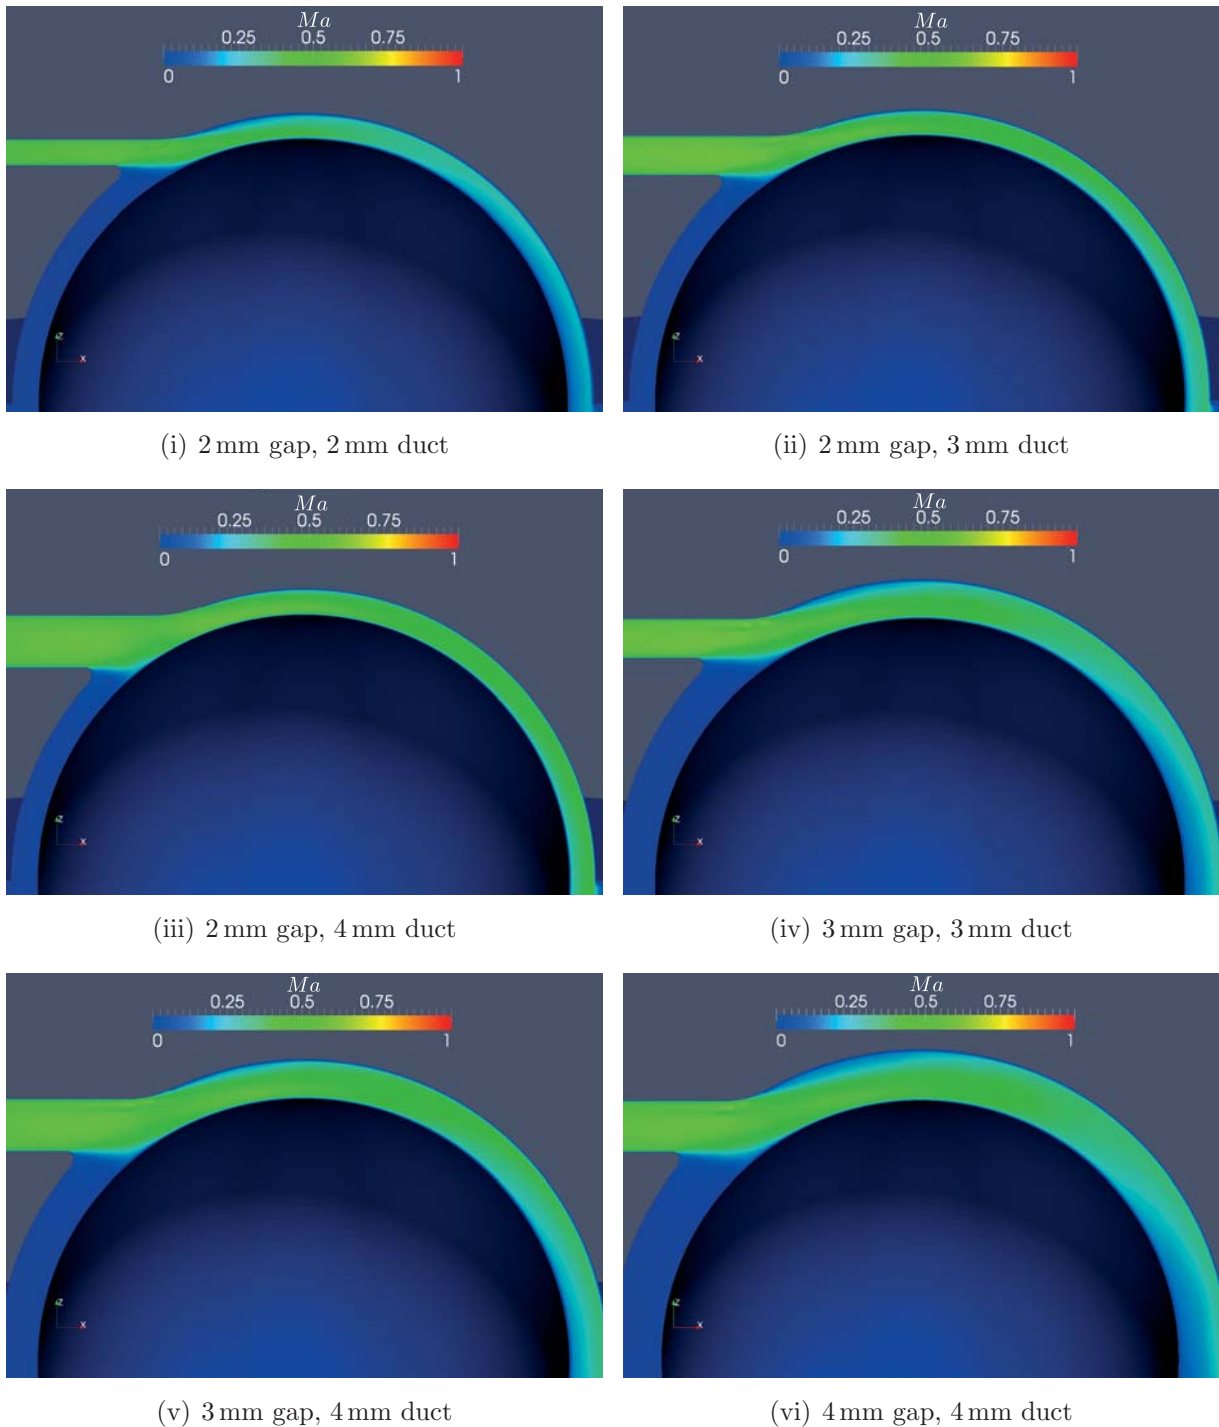 Ma
0.25 0.5 0.75
0 1
Ma
0.25 0.5 0.75
0 1
Z
X
Z
X
(i) 2 mm gap, 2 mm duct
(ii) 2 mm gap, 3 mm duct
Ma
0.25 0.5 0.75
0 1
Ma
0.25 0.5 0.75
0 1
Z
X
Z
X
(iii) 2 mm gap, 4 mm duct
(iv) 3 mm gap, 3 mm duct
Ma
0.25 0.5 0.75
0 1
Ma
0.25 0.5 0.75
0 1
Z
X
Z
X
(v) 3 mm gap, 4 mm duct
(vi) 4 mm gap, 4 mm duct